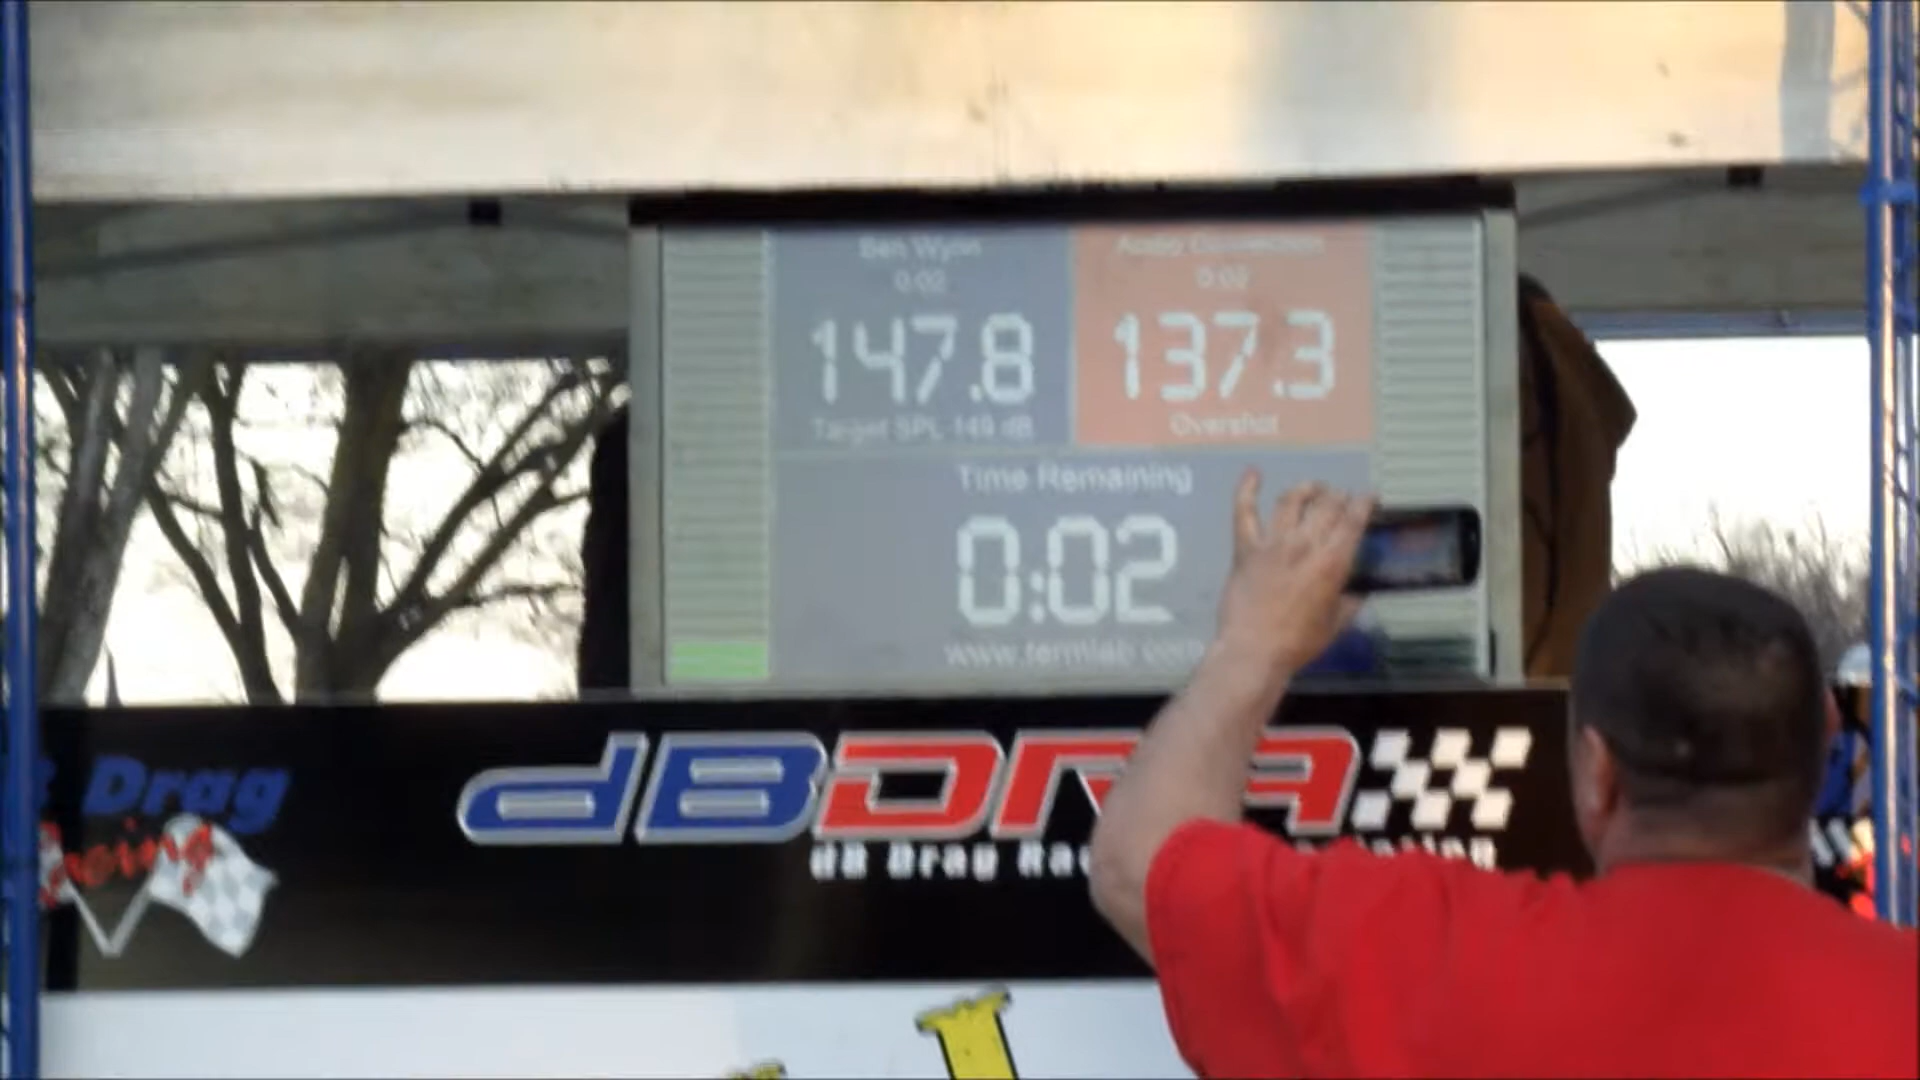 Ben Wynn
0:02
147.8
Target SPL 149 dB
0:02
137.3
Overshot
Time Remaining
0:02
www.termlab.com
Drag
Racing
dBDRA
dB Drag